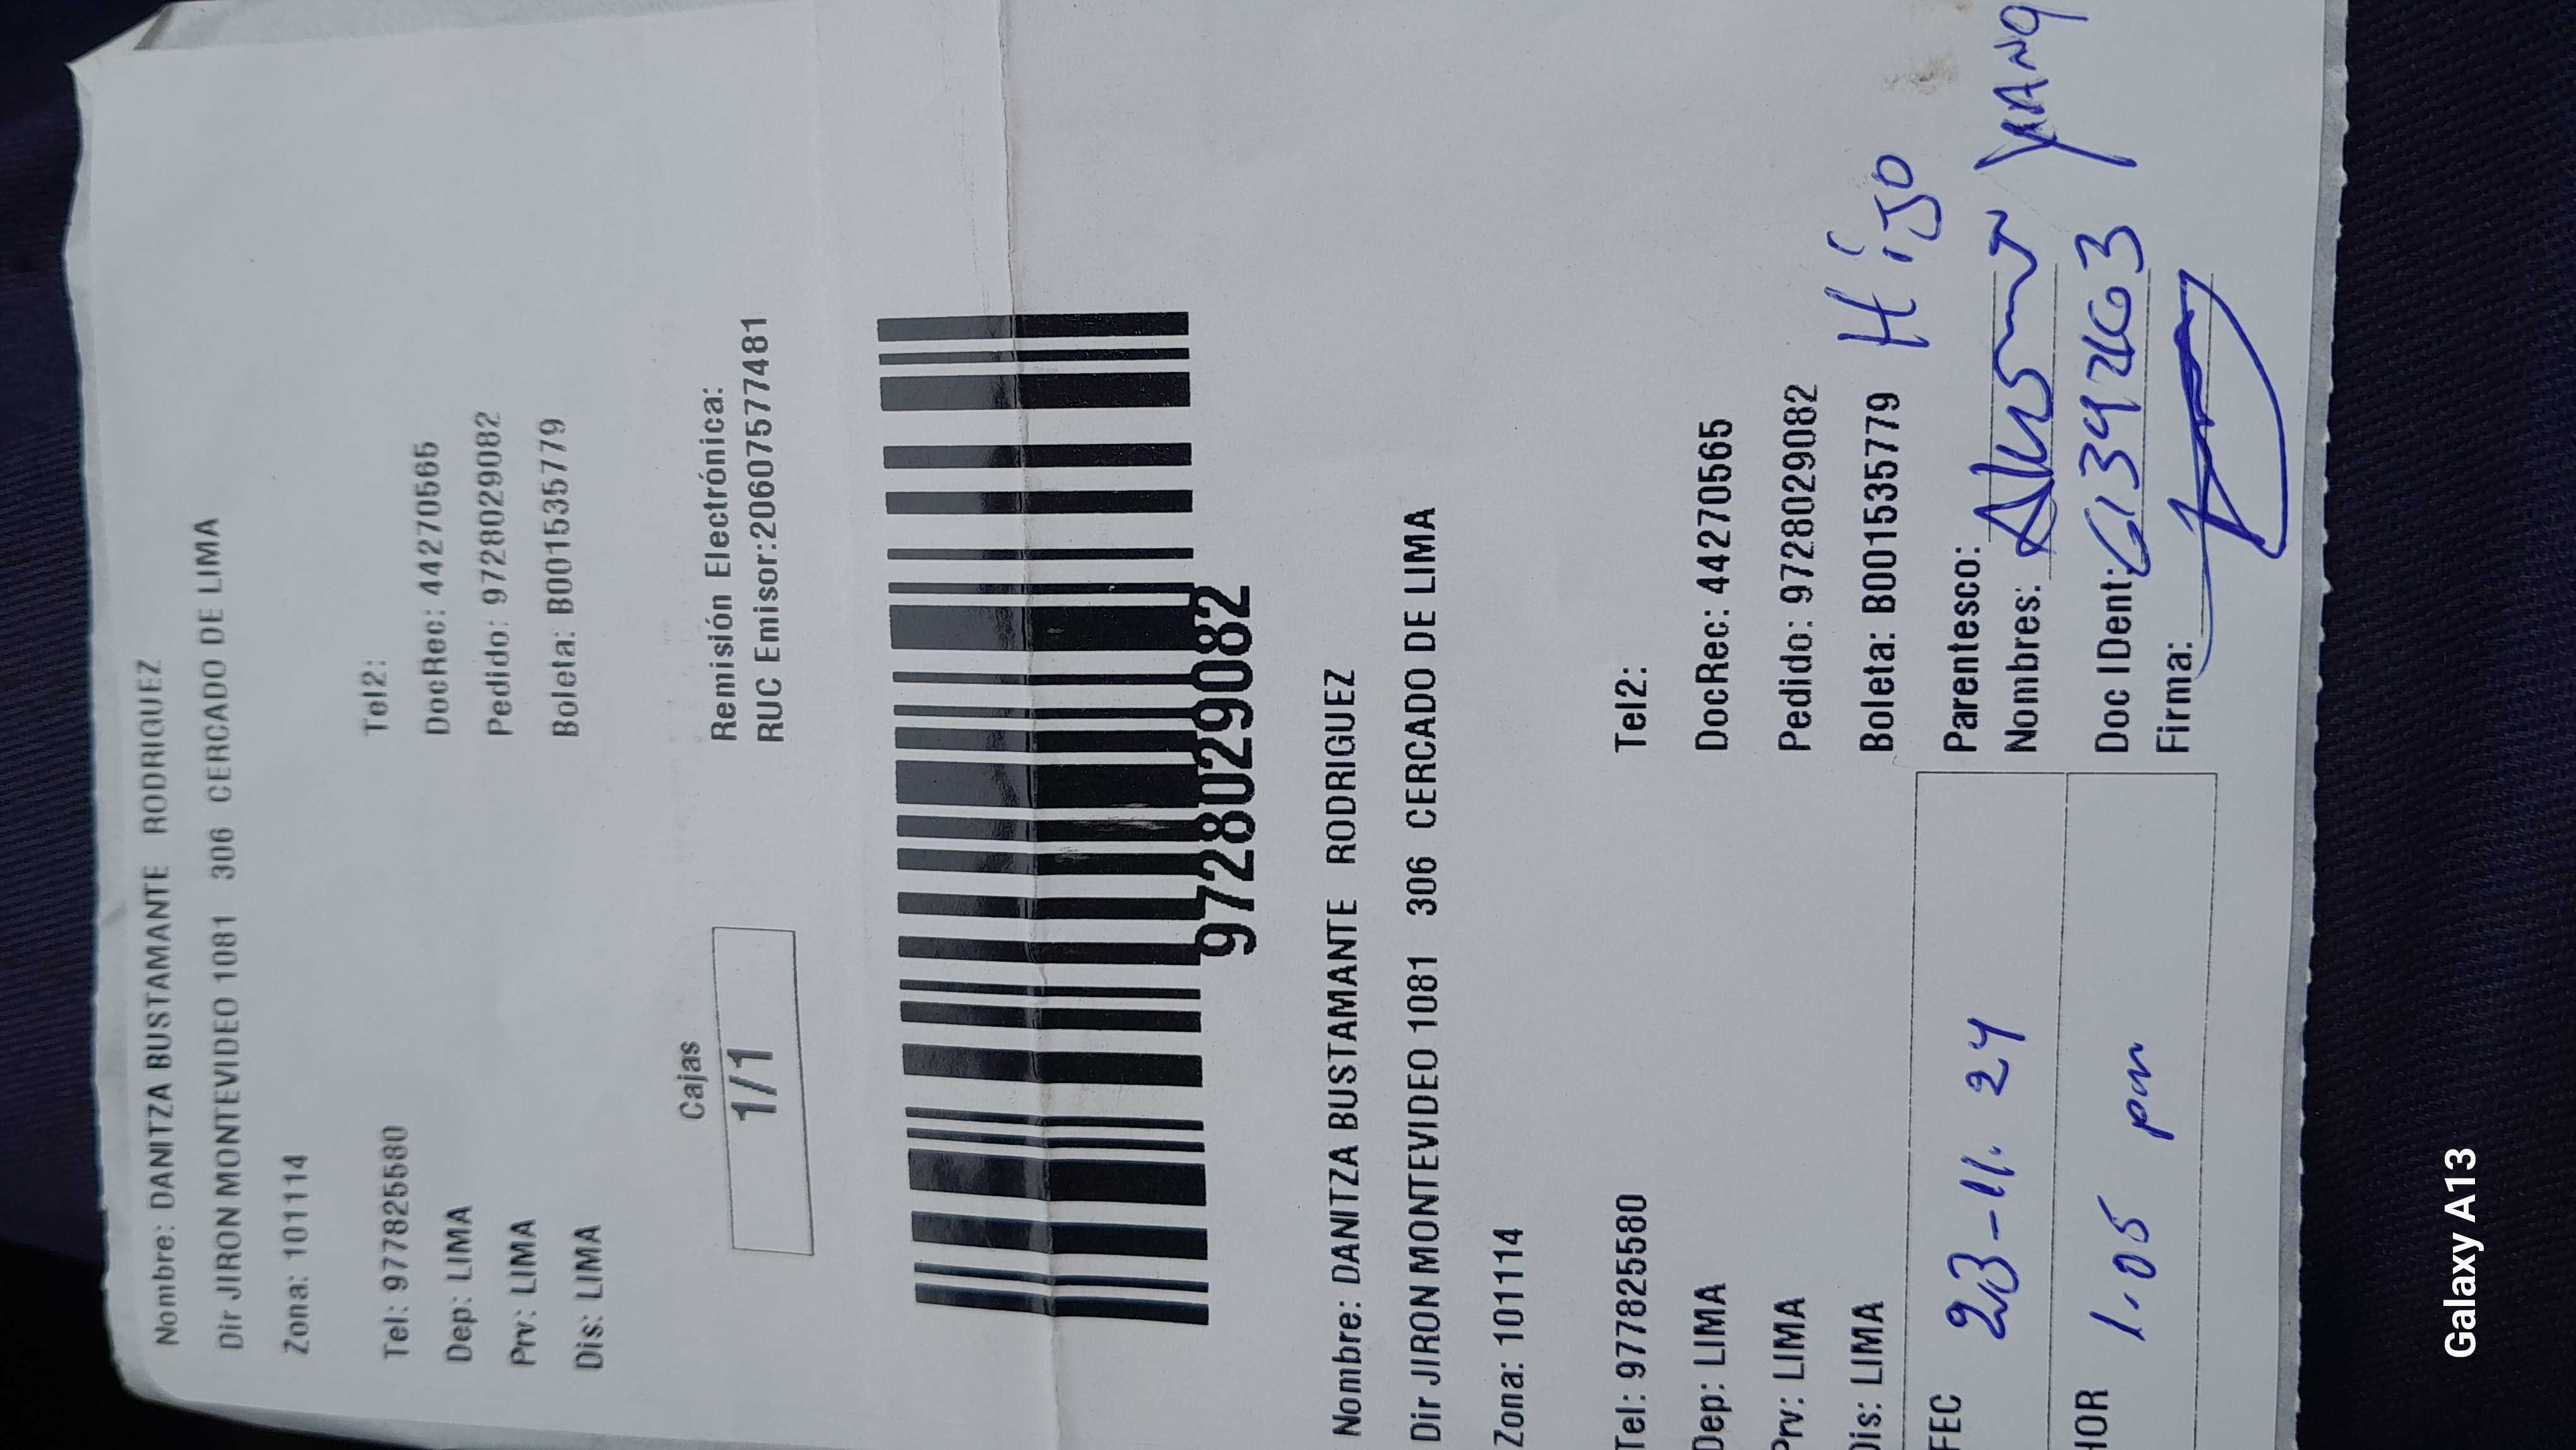 Nombre: DANITZA BUSTAMANTE RODRIGUEZ
Dir JIRON MONTEVIDEO 1081 306 CERCADO DE LIMA
Zona: 101114
Tel: 977825580 Tel2:
Dep: LIMA DocRec: 44270565
Prv: LIMA Pedido: 9728029082
Dis: LIMA Boleta: B001535779
Cajas Remisión Electrónica:
1/1 RUC Emisor:20607577481
9728029082
Nombre: DANITZA BUSTAMANTE RODRIGUEZ
Dir JIRON MONTEVIDEO 1081 306 CERCADO DE LIMA
Zona: 101114
Tel: 977825580 Tel2:
Dep: LIMA DocRec: 44270565
Prv: LIMA Pedido: 9728029082
Dis: LIMA Boleta: B001535779
Hijo
FEC 23-11.24 Parentesco:
Nombres: YANQ
HOR 1.05 pm Doc IDent: 61392663
Firma:
Galaxy A13